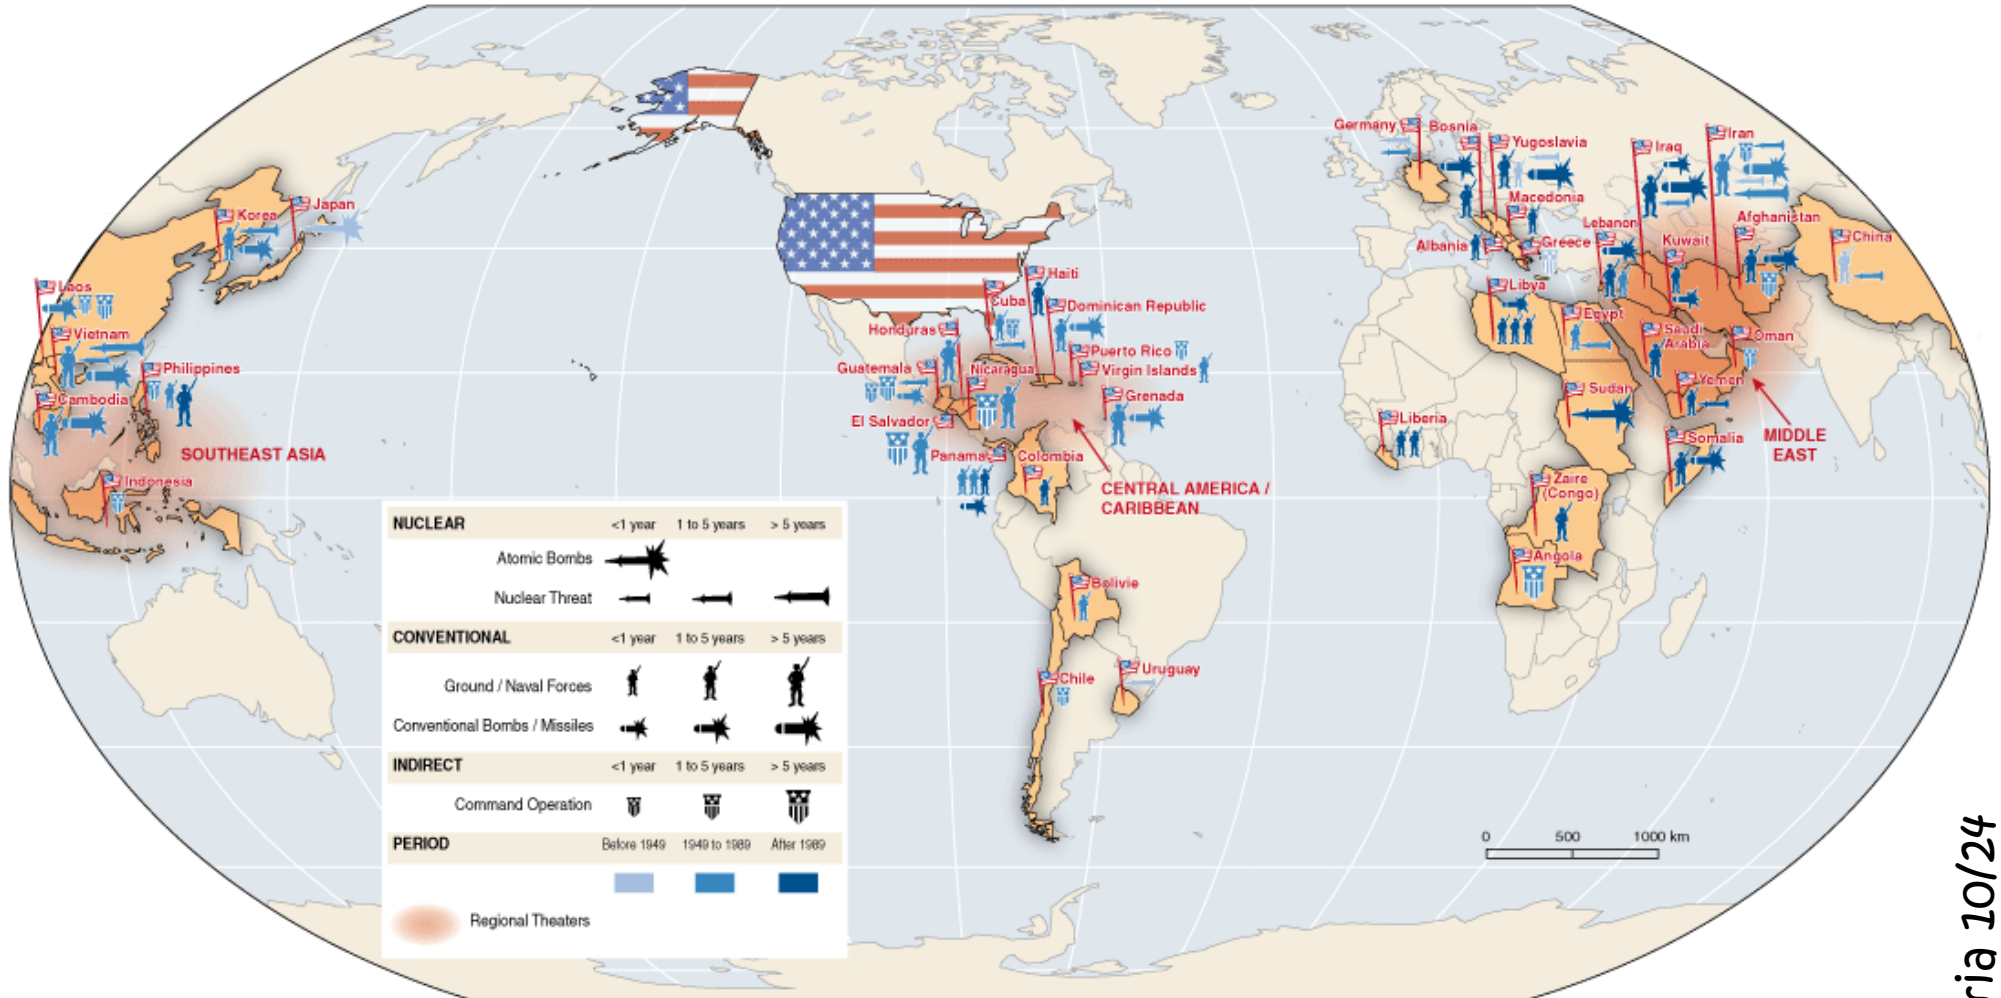 Germany
Bosnia
Yugoslavia
Iraq
Iran
Macedonia
Lebanon
Afghanistan
Albania
Greece
Kuwait
China
Korea
Japan
Laos
Vietnam
Philippines
Cambodia
SOUTHEAST ASIA
Indonesia
Haiti
Cuba
Dominican Republic
Honduras
Puerto Rico
Guatemala
Nicaragua
Virgin Islands
Grenada
El Salvador
Panama
Colombia
CENTRAL AMERICA /
CARIBBEAN
Bolivie
Chile
Uruguay
Libya
Egypt
Saudi
Arabia
Oman
Sudan
Yemen
Liberia
Somalia
MIDDLE
EAST
Zaire
(Congo)
Angola
NUCLEAR <1 year 1 to 5 years > 5 years
Atomic Bombs
Nuclear Threat
CONVENTIONAL <1 year 1 to 5 years > 5 years
Ground / Naval Forces
Conventional Bombs / Missiles
INDIRECT <1 year 1 to 5 years > 5 years
Command Operation
PERIOD Before 1949 1949 to 1989 After 1989
Regional Theaters
0 500 1000 km
ria 10/24